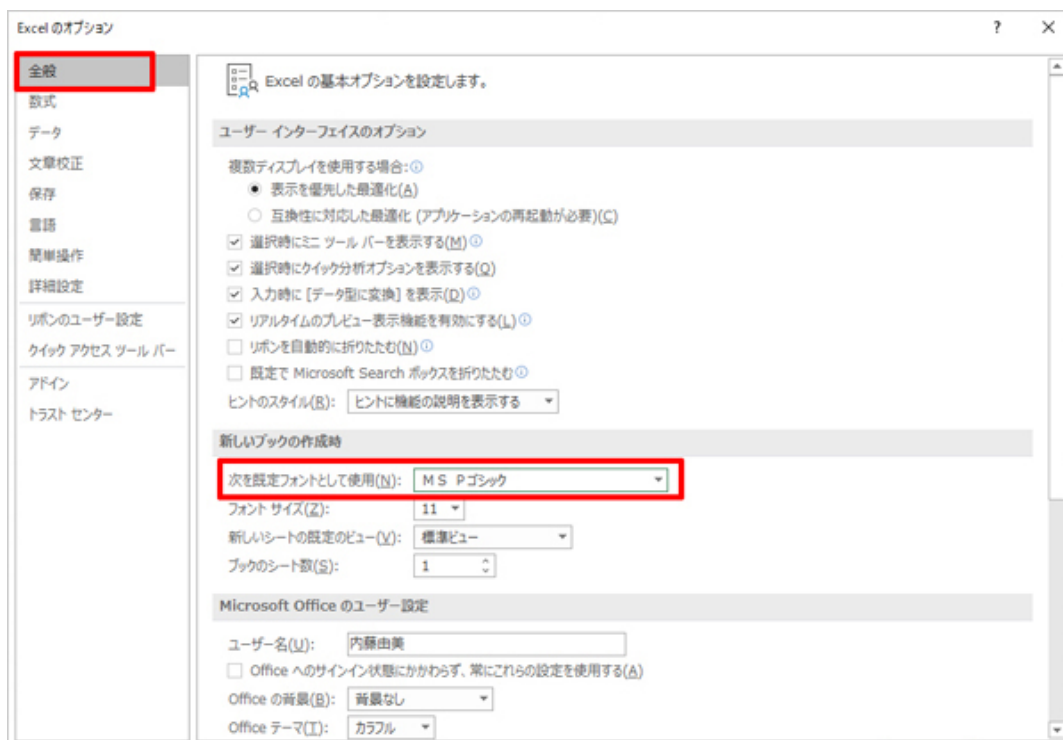 Excel のオプション
?
×
全般
数式
データ
文章校正
保存
言語
簡単操作
詳細設定
リボンのユーザー設定
クイック アクセス ツール バー
アドイン
トラスト センター
Excel の基本オプションを設定します。
ユーザー インターフェイスのオプション
複数ディスプレイを使用する場合:
表示を優先した最適化(A)
互換性に対応した最適化 (アプリケーションの再起動が必要)(C)
選択時にミニ ツール バーを表示する(M)
選択時にクイック分析オプションを表示する(Q)
入力時に [データ型に変換] を表示(D)
リアルタイムのプレビュー表示機能を有効にする(L)
リボンを自動的に折りたたむ(N)
既定で Microsoft Search ボックスを折りたたむ
ヒントのスタイル(R): ヒントに機能の説明を表示する
新しいブックの作成時
次を既定フォントとして使用(N): ＭＳ Ｐゴシック
フォント サイズ(Z): 11
新しいシートの既定のビュー(V): 標準ビュー
ブックのシート数(S): 1
Microsoft Office のユーザー設定
ユーザー名(U): 内藤由美
Office へのサインイン状態にかかわらず、常にこれらの設定を使用する(A)
Office の背景(B): 背景なし
Office テーマ(T): カラフル